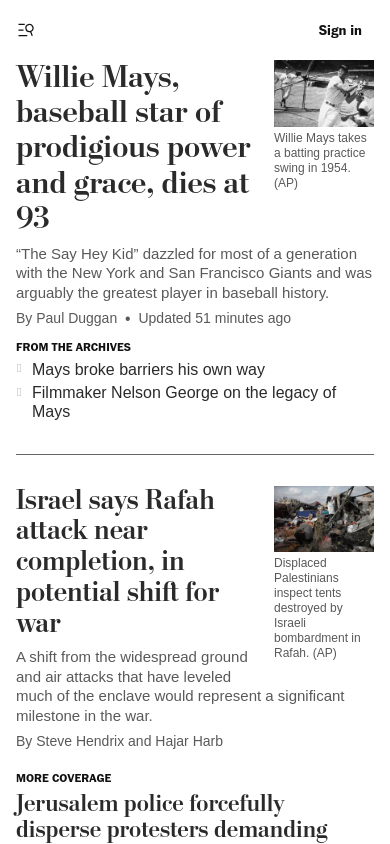 Sign in
Willie Mays,
baseball star of
prodigious power
and grace, dies at
93
Willie Mays takes
a batting practice
swing in 1954.
(AP)
“The Say Hey Kid” dazzled for most of a generation
with the New York and San Francisco Giants and was
arguably the greatest player in baseball history.
By Paul Duggan • Updated 51 minutes ago
FROM THE ARCHIVES
Mays broke barriers his own way
Filmmaker Nelson George on the legacy of
Mays
Israel says Rafah
attack near
completion, in
potential shift for
war
Displaced
Palestinians
inspect tents
destroyed by
Israeli
bombardment in
Rafah. (AP)
A shift from the widespread ground
and air attacks that have leveled
much of the enclave would represent a significant
milestone in the war.
By Steve Hendrix and Hajar Harb
MORE COVERAGE
Jerusalem police forcefully
disperse protesters demanding